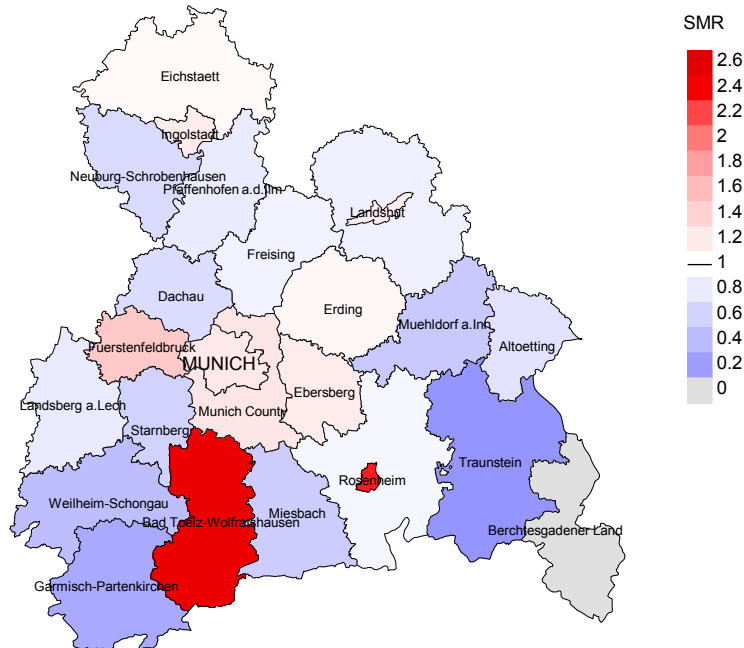 SMR
2.6
2.4
2.2
2
1.8
1.6
1.4
1.2
1
0.8
0.6
0.4
0.2
0
Eichstaett
Ingolstadt
Neuburg-Schrobenhausen
Pfaffenhofen a.d.Ilm
Landshut
Freising
Dachau
Erding
Muehldorf a.Inn
Altoetting
Fuerstenfeldbruck
MUNICH
Ebersberg
Landsberg a.Lech
Munich County
Starnberg
Traunstein
Rosenheim
Weilheim-Schongau
Miesbach
Bad Toelz-Wolfratshausen
Berchtesgadener Land
Garmisch-Partenkirchen